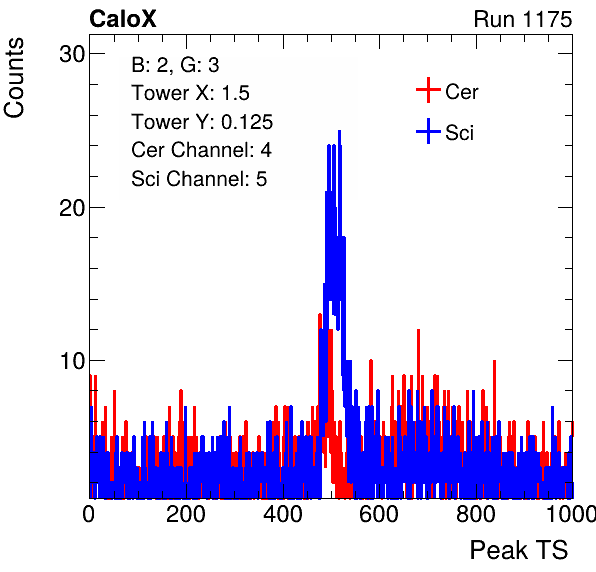 CaloX Run 1175
Counts
30
20
10
B: 2, G: 3
Tower X: 1.5
Tower Y: 0.125
Cer Channel: 4
Sci Channel: 5
Cer
Sci
0 200 400 600 800 1000
Peak TS